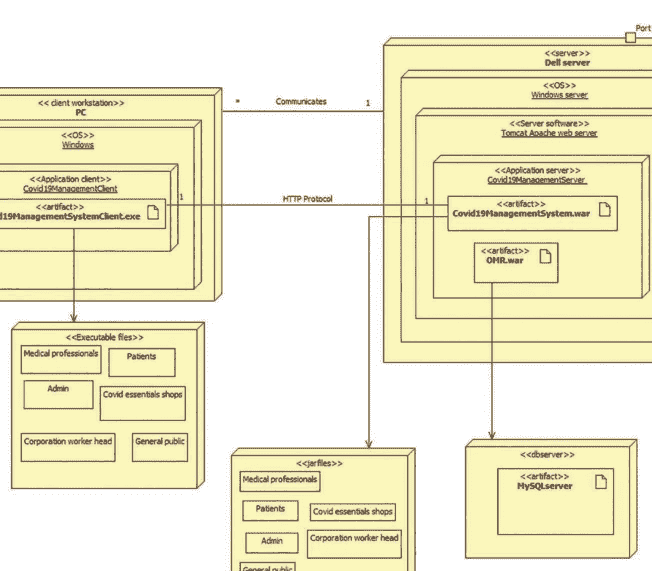 Port
<<server>>
Dell server
<<OS>>
Windows server
<<Server software>>
Tomcat Apache web server
<<Application server>>
Covid19ManagementServer
<<artifact>>
Covid19ManagementSystem.war
<<artifact>>
OMR.war
* Communicates 1
1 HTTP Protocol 1
<< client workstation>>
PC
<<OS>>
Windows
<<Application client>>
Covid19ManagementClient
<<artifact>>
d19ManagementSystemClient.exe
<<Executable files>>
Medical professionals
Patients
Admin
Covid essentials shops
Corporation worker head
General public
<<jarfiles>>
Medical professionals
Patients
Covid essentials shops
Admin
Corporation worker head
General public
<<dbserver>>
<<artifact>>
MySQLserver